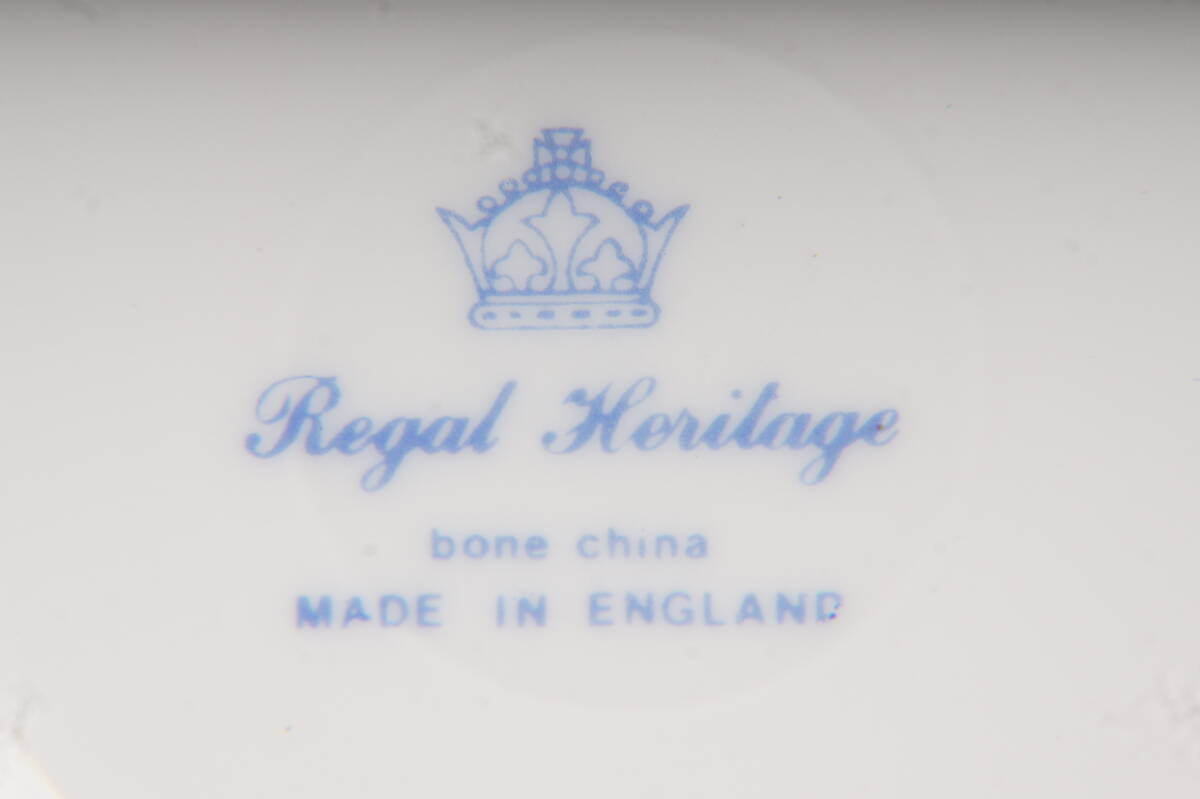 Regal Heritage
bone china
MADE IN ENGLAND